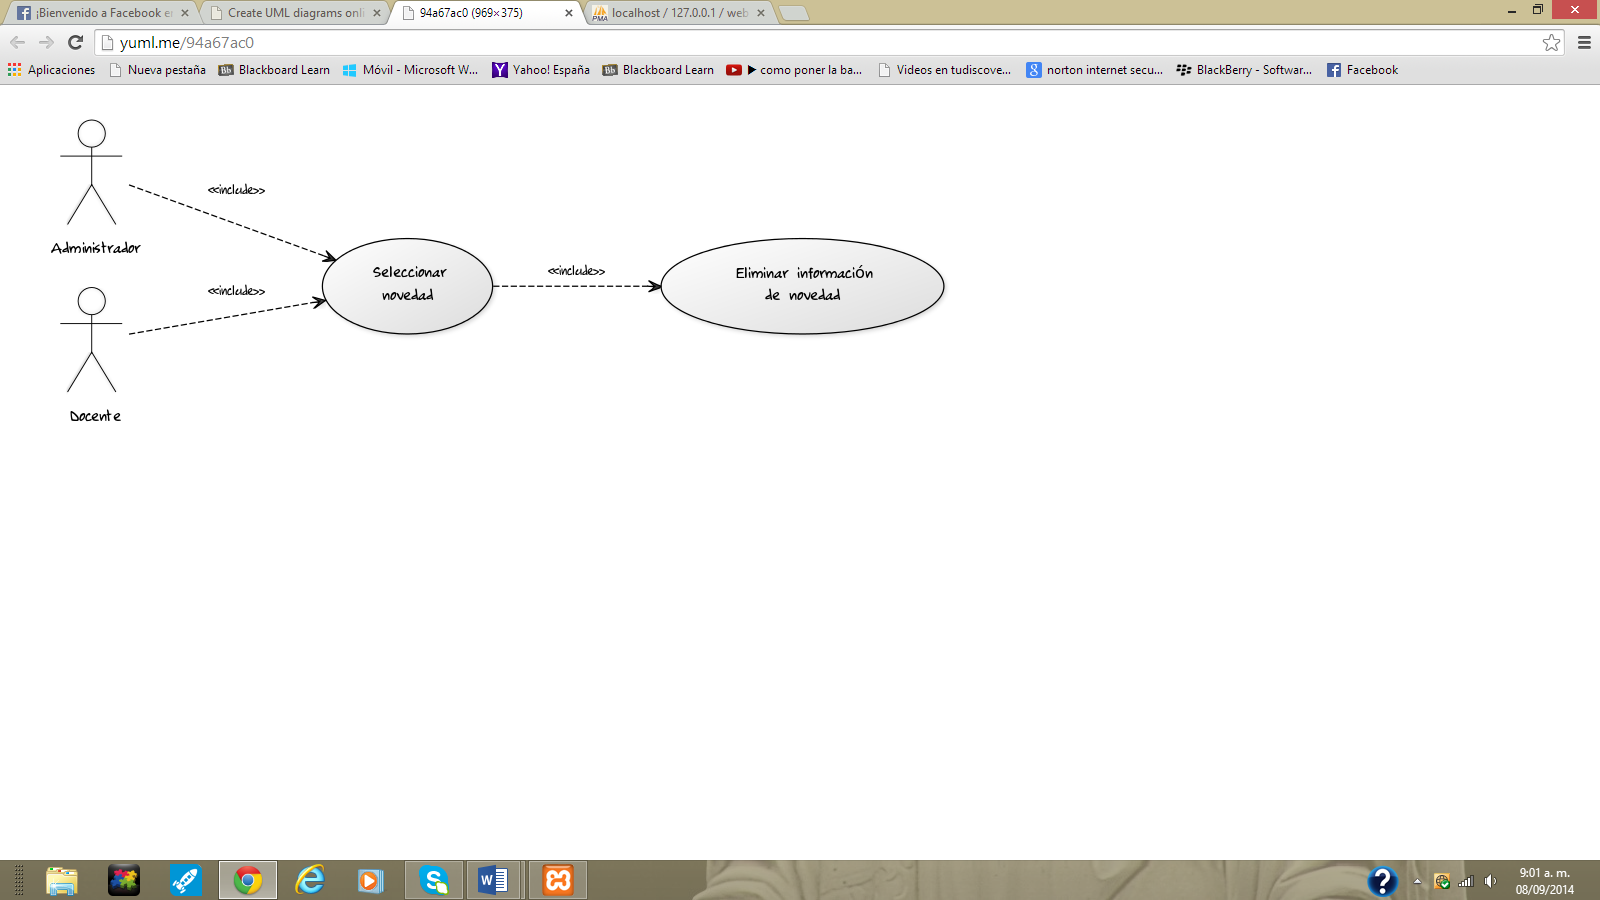 ¡Bienvenido a Facebook en
Create UML diagrams onli
94a67ac0 (969×375)
localhost / 127.0.0.1 / web
yuml.me/94a67ac0
Aplicaciones
Nueva pestaña
Blackboard Learn
Móvil - Microsoft W...
Yahoo! España
Blackboard Learn
▶ como poner la ba...
Videos en tudiscove...
norton internet secu...
BlackBerry - Softwar...
Facebook
<<include>>
Administrador
<<include>>
Docente
Seleccionar
novedad
<<include>>
Eliminar información
de novedad
9:01 a. m.
08/09/2014